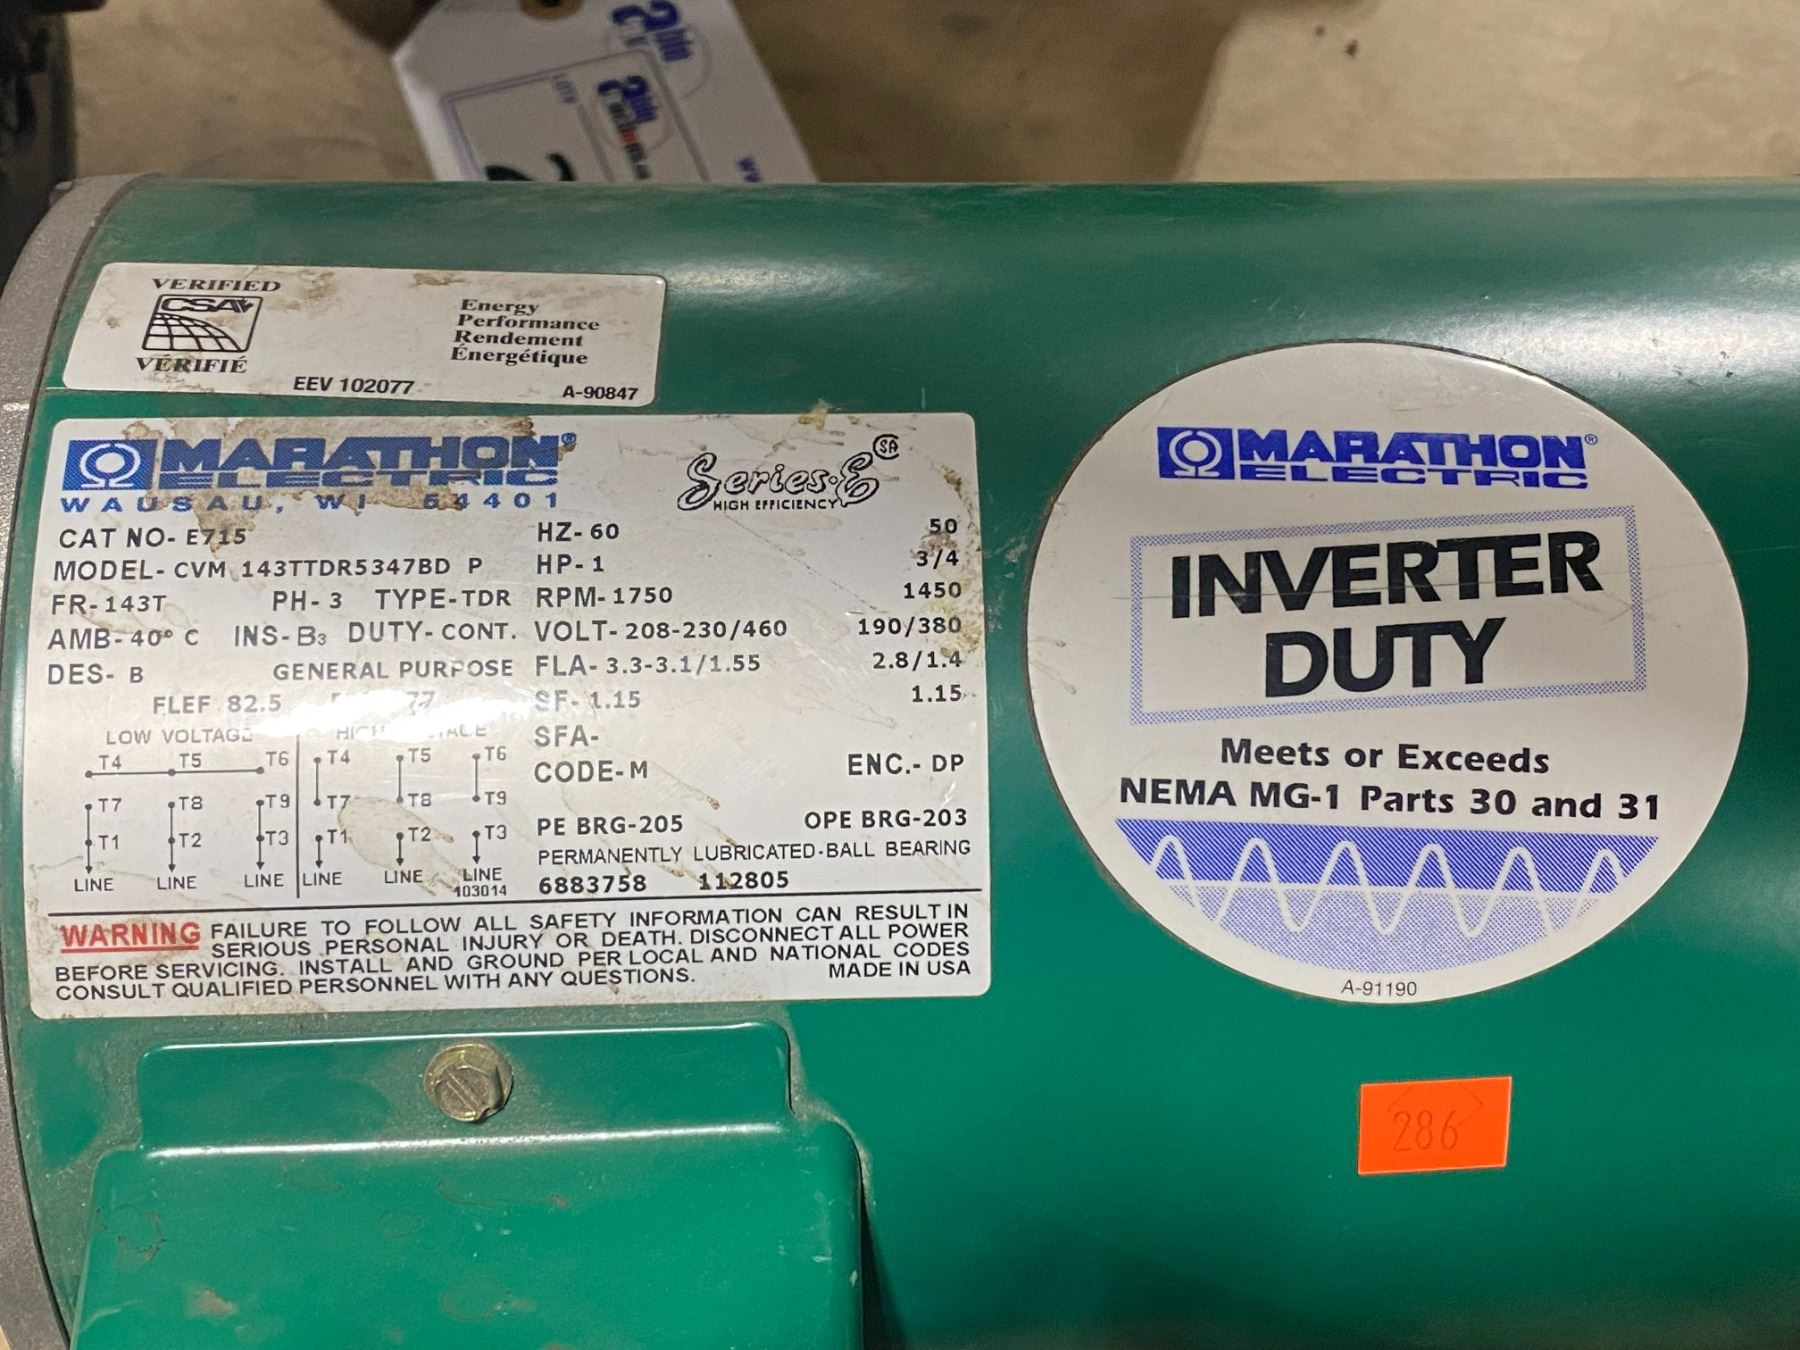 VERIFIED
CSA
VÉRIFIÉ
Energy
Performance
Rendement
Énergétique
EEV 102077
A-90847
MARATHON®
ELECTRIC
WAUSAU, WI 54401
Series-E SA
HIGH EFFICIENCY
CAT NO- E715 HZ- 60 50
MODEL- CVM 143TTDR5347BD P HP- 1 3/4
FR- 143T PH- 3 TYPE- TDR RPM- 1750 1450
AMB- 40° C INS- B3 DUTY- CONT. VOLT- 208-230/460 190/380
DES- B GENERAL PURPOSE FLA- 3.3-3.1/1.55 2.8/1.4
FLEF 82.5 77 SF- 1.15 1.15
LOW VOLTAGE SFA-
T4 T5 T6 T4 T5 T6
CODE- M ENC.- DP
T7 T8 T9 T7 T8 T9
T1 T2 T3 T1 T2 T3
PE BRG-205 OPE BRG-203
PERMANENTLY LUBRICATED-BALL BEARING
LINE LINE LINE LINE LINE LINE
103014
6883758 112805
WARNING FAILURE TO FOLLOW ALL SAFETY INFORMATION CAN RESULT IN
SERIOUS PERSONAL INJURY OR DEATH. DISCONNECT ALL POWER
BEFORE SERVICING. INSTALL AND GROUND PER LOCAL AND NATIONAL CODES
CONSULT QUALIFIED PERSONNEL WITH ANY QUESTIONS. MADE IN USA
MARATHON®
ELECTRIC
INVERTER
DUTY
Meets or Exceeds
NEMA MG-1 Parts 30 and 31
A-91190
286
LOT#